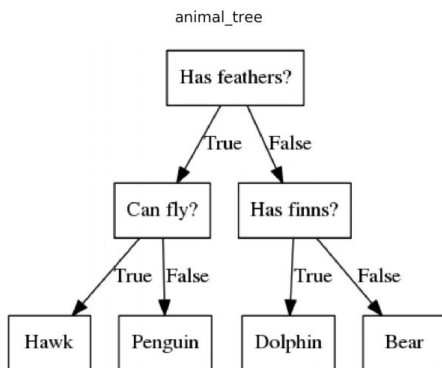 animal_tree
Has feathers?
True
False
Can fly?
Has finns?
True
False
True
False
Hawk
Penguin
Dolphin
Bear